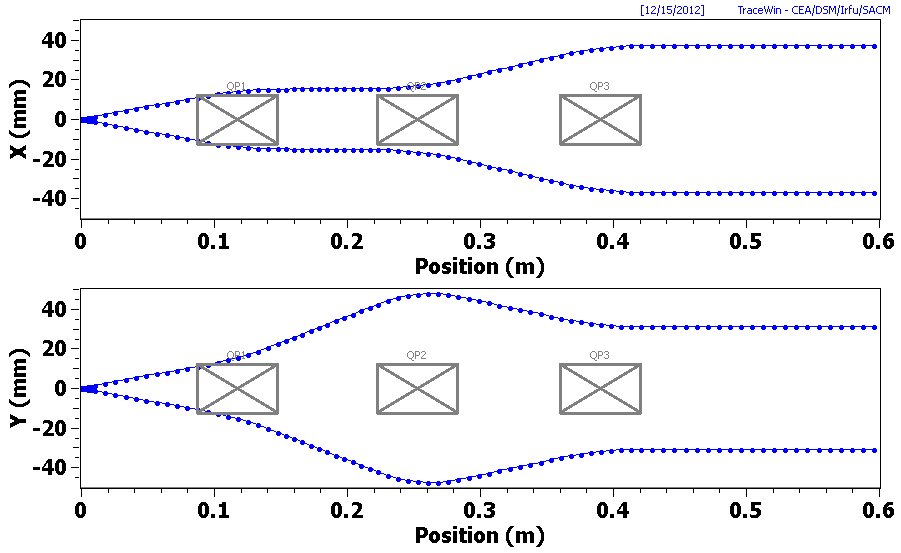 [12/15/2012] TraceWin - CEA/DSM/Irfu/SACM
X (mm)
40
20
0
-20
-40
QP1 QP2 QP3
0 0.1 0.2 0.3 0.4 0.5 0.6
Position (m)
Y (mm)
40
20
0
-20
-40
QP1 QP2 QP3
0 0.1 0.2 0.3 0.4 0.5 0.6
Position (m)